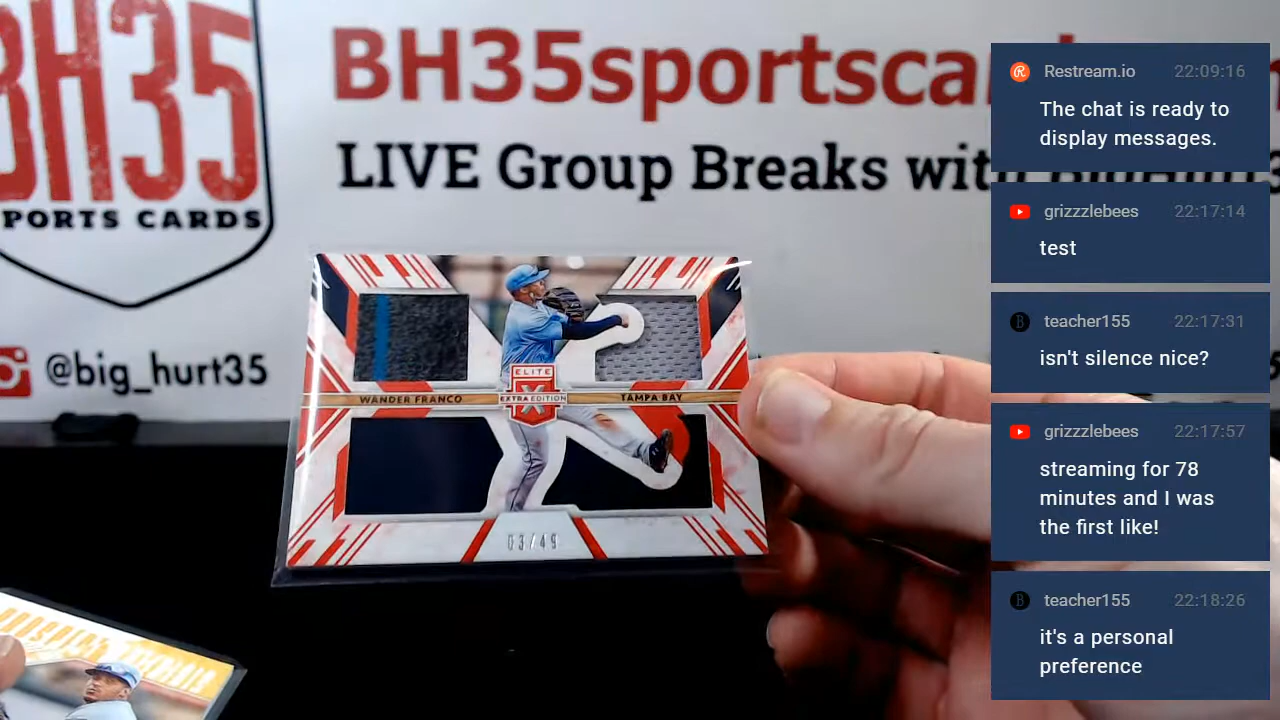 BH35
PORTS CARDS
@big_hurt35
BH35sportsca
LIVE Group Breaks wit
WANDER FRANCO
ELITE
X
EXTRA EDITION
TAMPA BAY
03/49
Restream.io 22:09:16
The chat is ready to
display messages.
grizzzlebees 22:17:14
test
teacher155 22:17:31
isn't silence nice?
grizzzlebees 22:17:57
streaming for 78
minutes and I was
the first like!
teacher155 22:18:26
it's a personal
preference